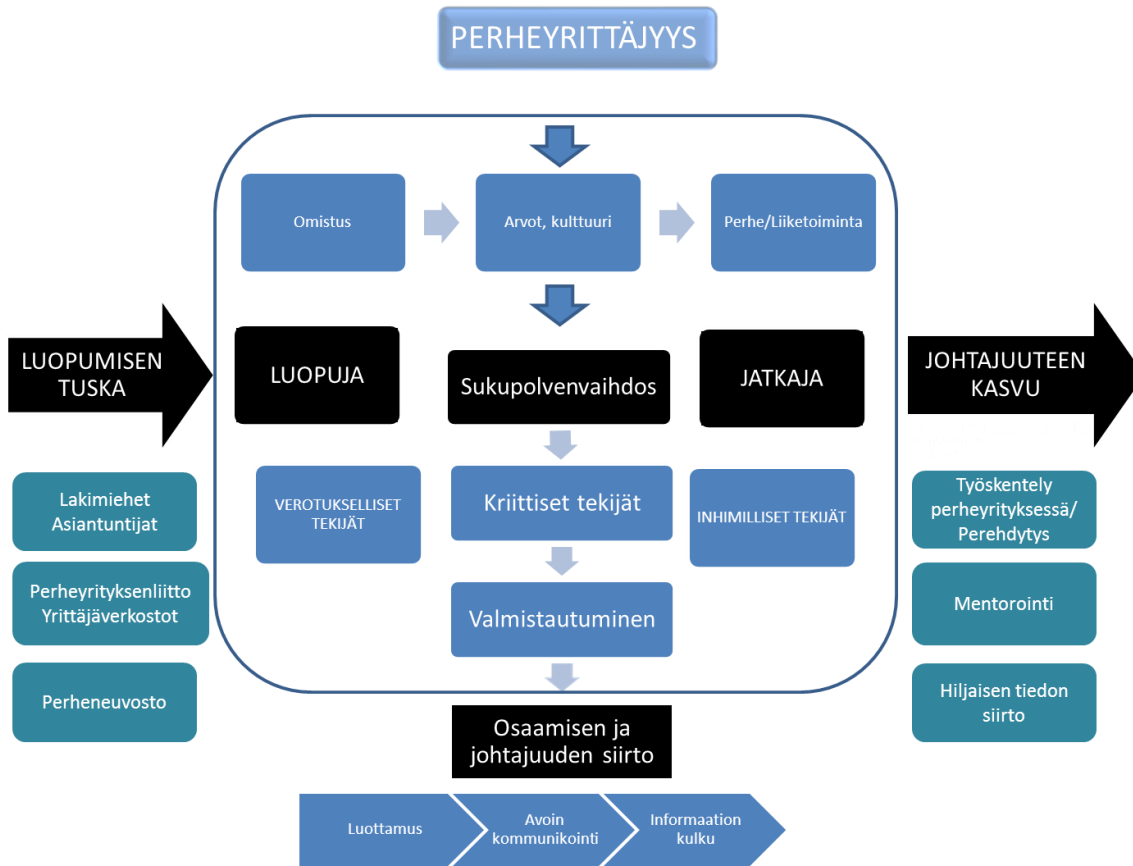 PERHEYRITTÄJYYS
Omistus
Arvot, kulttuuri
Perhe/Liiketoiminta
LUOPUMISEN
TUSKA
LUOPUJA
Sukupolvenvaihdos
JATKAJA
JOHTAJUUTEEN
KASVU
Lakimiehet
Asiantuntijat
VEROTUKSELLISET
TEKIJÄT
Kriittiset tekijät
INHIMILLISET TEKIJÄT
Työskentely
perheyrityksessä/
Perehdytys
Perheyrityksenliitto
Yrittäjäverkostot
Valmistautuminen
Mentorointi
Perheneuvosto
Hiljaisen tiedon
siirto
Osaamisen ja
johtajuuden siirto
Luottamus
Avoin
kommunikointi
Informaation
kulku